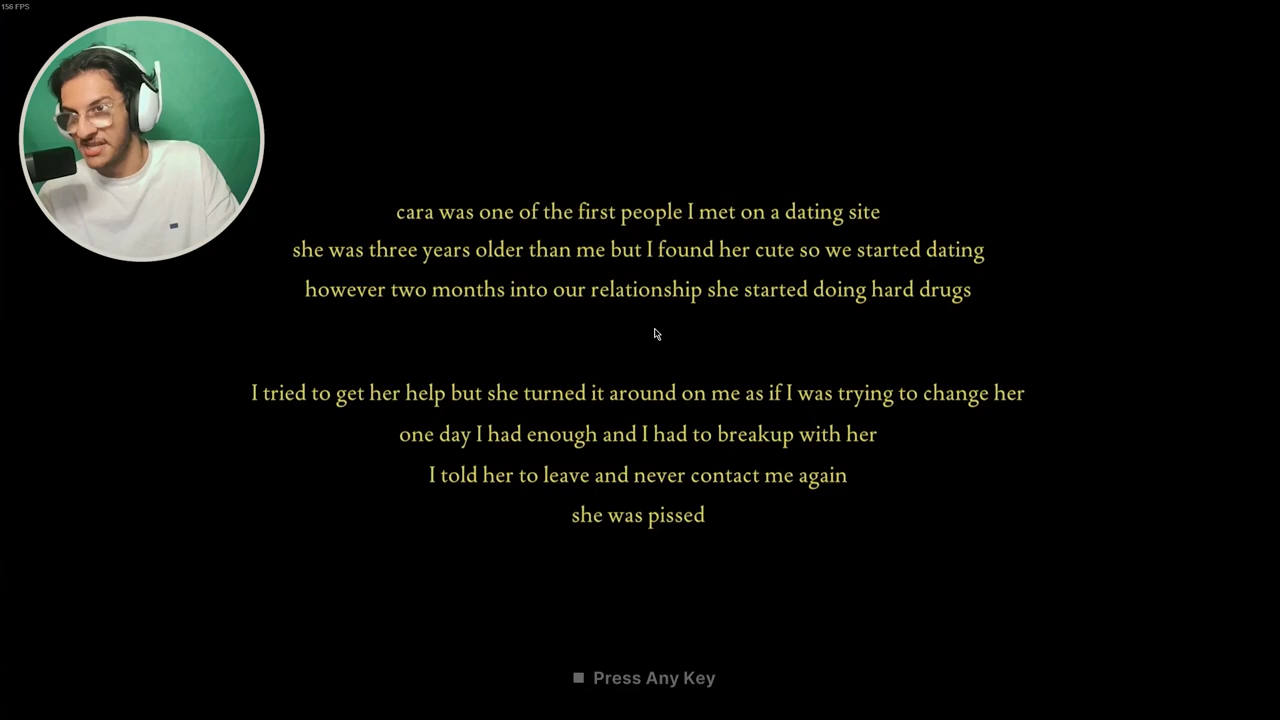 156 FPS
cara was one of the first people I met on a dating site
she was three years older than me but I found her cute so we started dating
however two months into our relationship she started doing hard drugs
I tried to get her help but she turned it around on me as if I was trying to change her
one day I had enough and I had to breakup with her
I told her to leave and never contact me again
she was pissed
Press Any Key